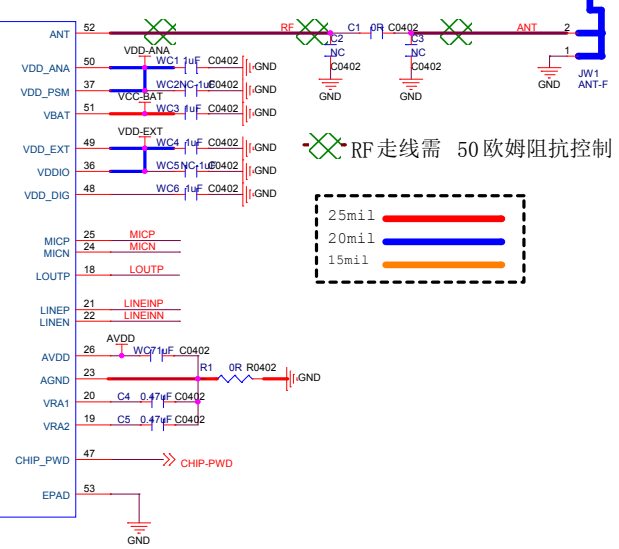 ANT 52 RF C1 0R C0402 ANT 2
C2 C3
NC NC
C0402 C0402
GND GND
1
GND
JW1
ANT-F
VDD-ANA
VDD_ANA 50 WC1 1uF C0402 GND
VDD_PSM 37 WC2 NC-1uF C0402 GND
VCC-BAT
VBAT 51 WC3 1uF C0402 GND
VDD-EXT
VDD_EXT 49 WC4 1uF C0402 GND
VDDIO 36 WC5 NC-1uF C0402 GND
VDD_DIG 48 WC6 1uF C0402 GND
RF走线需 50欧姆阻抗控制
25mil
20mil
15mil
MICP 25 MICP
MICN 24 MICN
LOUTP 18 LOUTP
LINEP 21 LINEINP
LINEN 22 LINEINN
AVDD
AVDD 26 WC7 1uF C0402
AGND 23 R1 0R R0402 GND
VRA1 20 C4 0.47uF C0402
VRA2 19 C5 0.47uF C0402
CHIP_PWD 47 CHIP-PWD
EPAD 53
GND